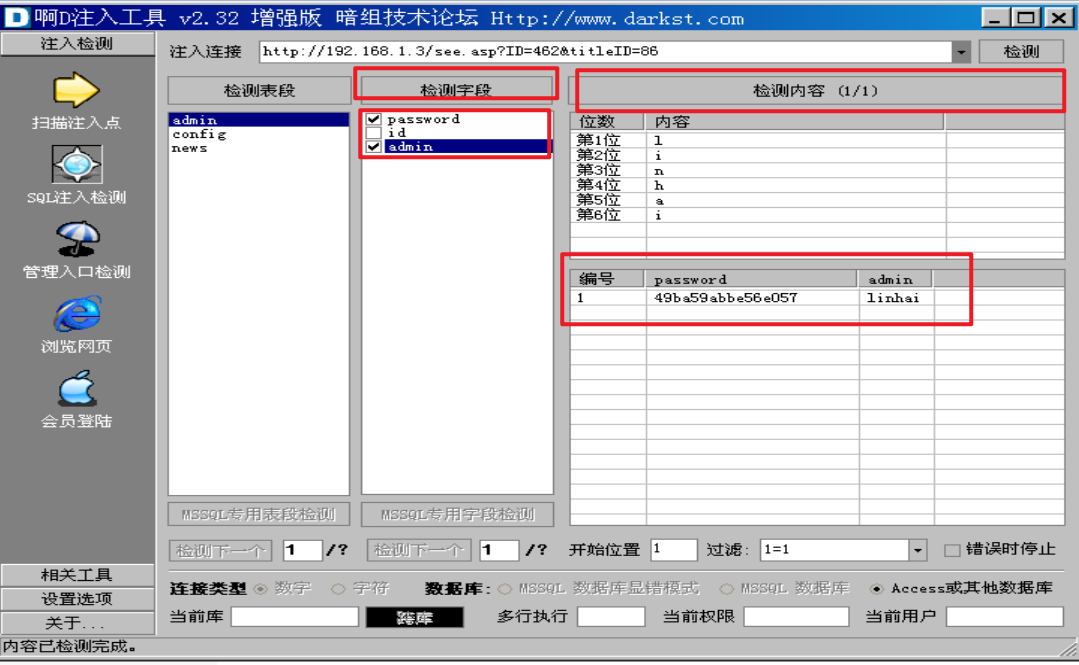 啊D注入工具 v2.32 增强版 暗组技术论坛 Http://www.darkst.com
注入检测
扫描注入点
SQL注入检测
管理入口检测
浏览网页
会员登陆
相关工具
设置选项
关于...
注入连接 http://192.168.1.3/see.asp?ID=462&titleID=86 检测
检测表段 检测字段 检测内容 (1/1)
admin
config
news
password
id
admin
位数 内容
第1位 l
第2位 i
第3位 n
第4位 h
第5位 a
第6位 i
编号 password admin
1 49ba59abbe56e057 linhai
MSSQL专用表段检测 MSSQL专用字段检测
检测下一个 1 /? 检测下一个 1 /? 开始位置 1 过滤: 1=1 错误时停止
连接类型 数字 字符 数据库: MSSQL 数据库显错模式 MSSQL 数据库 Access或其他数据库
当前库 跨库 多行执行 当前权限 当前用户
内容已检测完成。